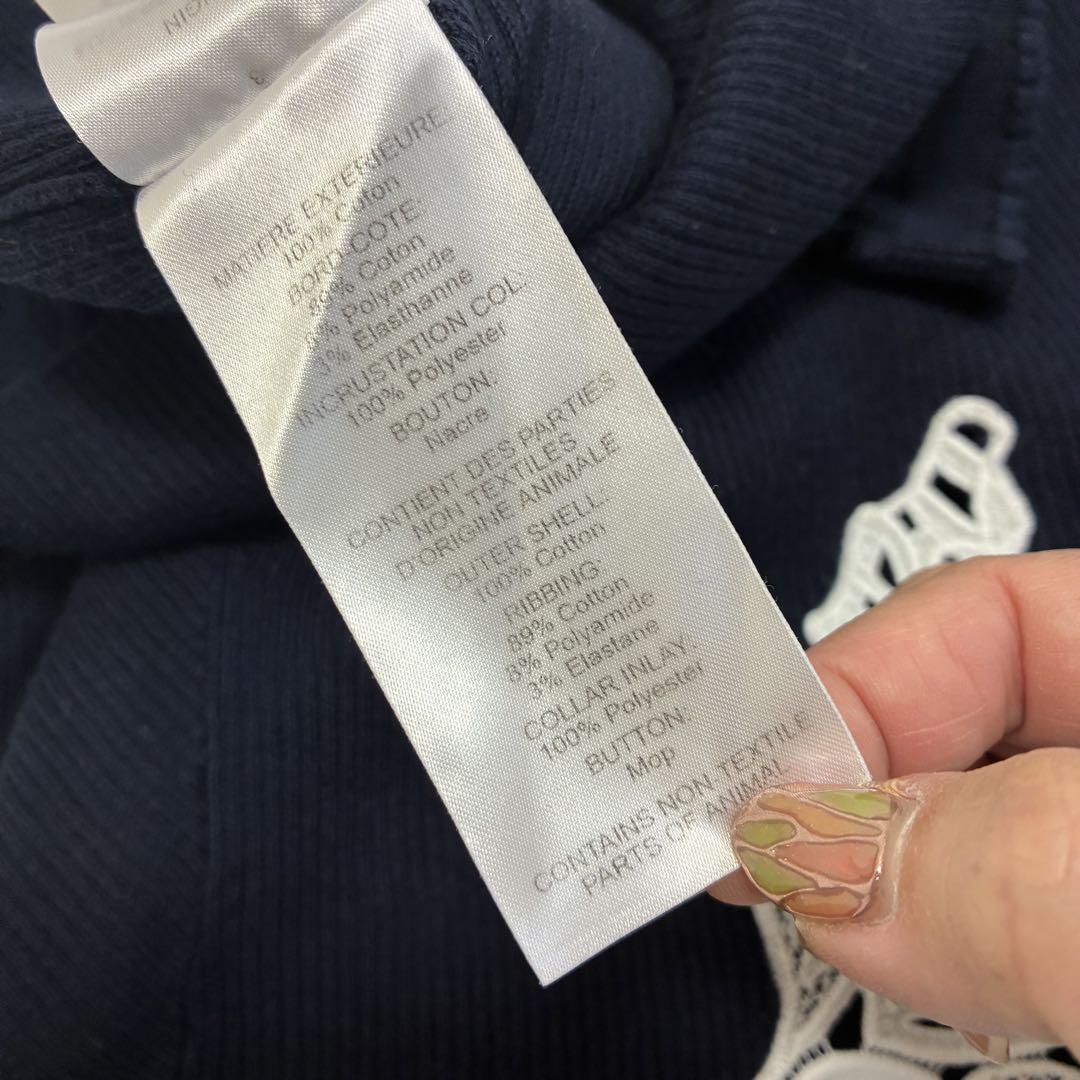 MATIERE EXTERIEURE
100% Coton
BORD-COTE
89% Coton
8% Polyamide
3% Elasthanne
INCRUSTATION COL:
100% Polyester
BOUTON:
Nacre
CONTIENT DES PARTIES
NON TEXTILES
D'ORIGINE ANIMALE
OUTER SHELL:
100% Cotton
RIBBING:
89% Cotton
8% Polyamide
3% Elastane
COLLAR INLAY:
100% Polyester
BUTTON:
Mop
CONTAINS NON TEXTILE
PARTS OF ANIMAL